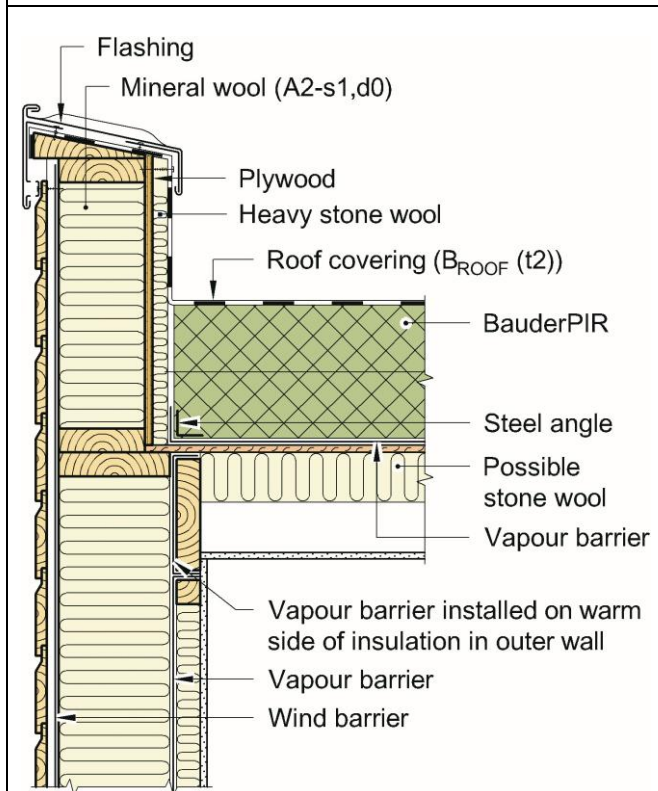 Flashing
Mineral wool (A2-s1,d0)
Plywood
Heavy stone wool
Roof covering (BROOF (t2))
BauderPIR
Steel angle
Possible
stone wool
Vapour barrier
Vapour barrier installed on warm
side of insulation in outer wall
Vapour barrier
Wind barrier